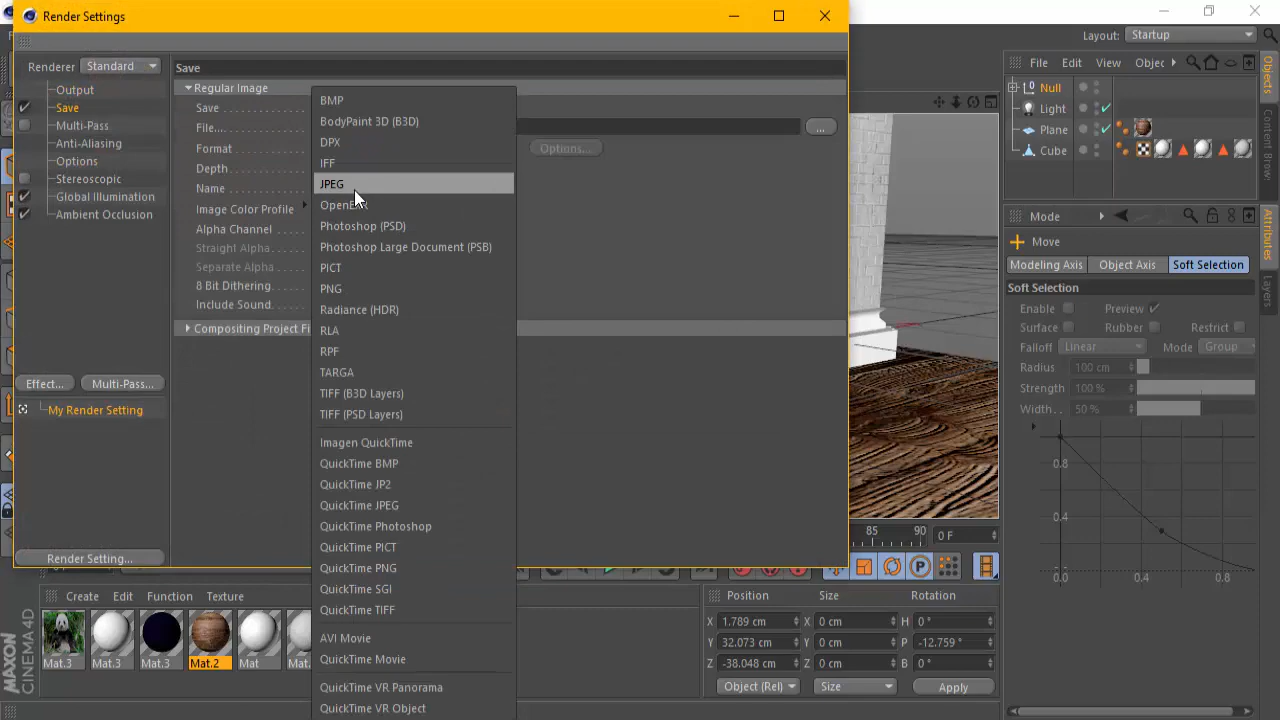 Render Settings
Layout: Startup
Renderer Standard
Output
Save
Multi-Pass
Anti-Aliasing
Options
Stereoscopic
Global Illumination
Ambient Occlusion
Effect... Multi-Pass...
My Render Setting
Render Setting...
Save
Regular Image
Save
File... ...
Format Options...
Depth
Name
Image Color Profile
Alpha Channel
Straight Alpha
Separate Alpha
8 Bit Dithering
Include Sound
Compositing Project Fi
BMP
BodyPaint 3D (B3D)
DPX
IFF
JPEG
Photoshop (PSD)
Photoshop Large Document (PSB)
PICT
PNG
Radiance (HDR)
RLA
RPF
TARGA
TIFF (B3D Layers)
TIFF (PSD Layers)
Imagen QuickTime
QuickTime BMP
QuickTime JP2
QuickTime JPEG
QuickTime Photoshop
QuickTime PICT
QuickTime PNG
QuickTime SGI
QuickTime TIFF
AVI Movie
QuickTime Movie
QuickTime VR Panorama
QuickTime VR Object
File Edit View Objec
Null
Light
Plane
Cube
Objects
Content Brow
Mode
Move
Modeling Axis Object Axis Soft Selection
Soft Selection
Enable Preview
Surface Rubber Restrict
Falloff Linear Mode Group
Radius 100 cm
Strength 100 %
Width 50 %
0.8
0.4
0.0 0.4 0.8
Attributes
Layers
85 90 0 F
P
Create Edit Function Texture
Mat.3 Mat.3 Mat.3 Mat.2 Mat Mat.
MAXON
CINEMA 4D
Position Size Rotation
X 1.789 cm X 0 cm H 0 °
Y 32.073 cm Y 0 cm P -12.759 °
Z -38.048 cm Z 0 cm B 0 °
Object (Rel) Size Apply